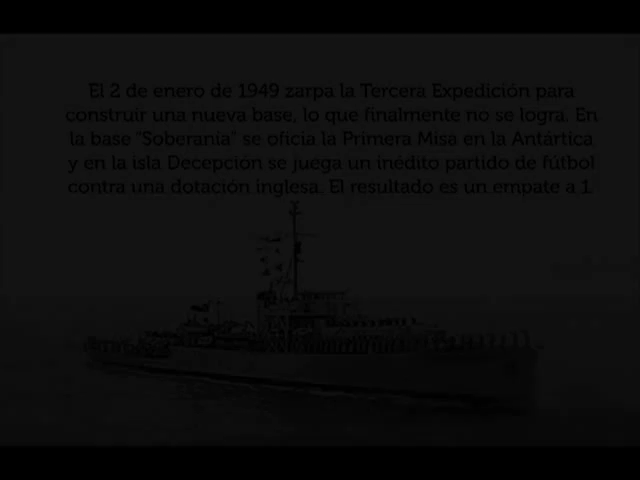 El 2 de enero de 1949 zarpa la Tercera Expedición para
construir una nueva base, lo que finalmente no se logra. En
la base "Soberanía" se oficia la Primera Misa en la Antártica
y en la isla Decepción se juega un inédito partido de fútbol
contra una dotación inglesa. El resultado es un empate a 1.